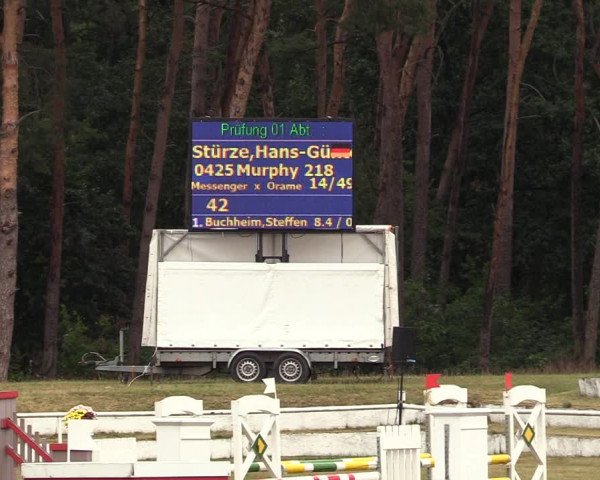 Prüfung 01 Abt.
Stürze,Hans-Gü
0425 Murphy 218
Messenger x Orame 14/49
42
1. Buchheim,Steffen 8.4 / 0